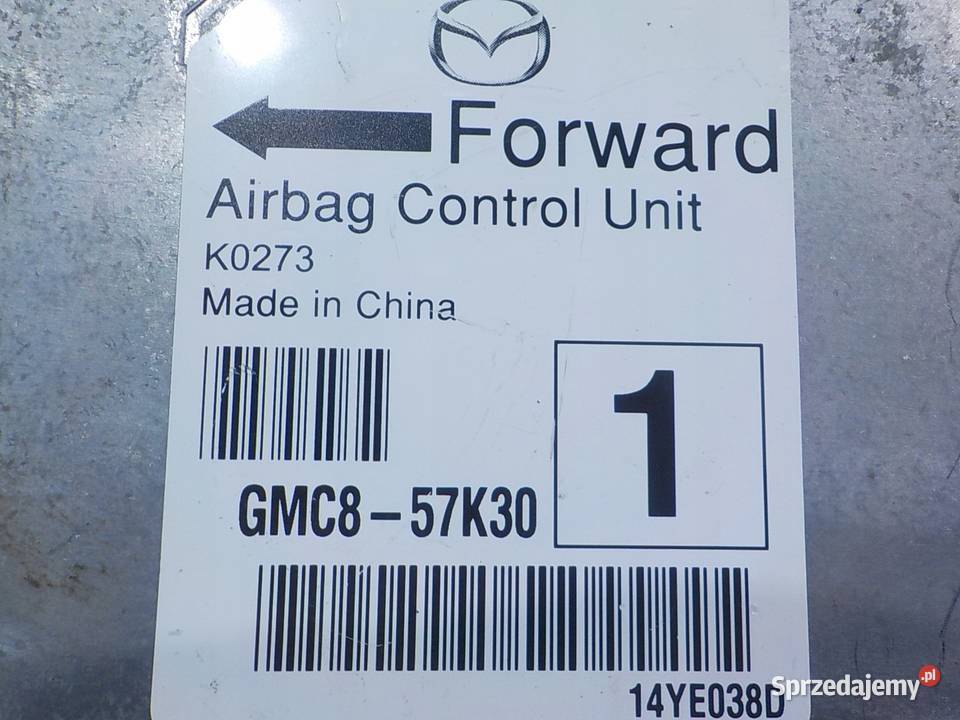 Forward
Airbag Control Unit
K0273
Made in China
1
GMC8-57K30
14YE038D
Sprzedajemy.pl